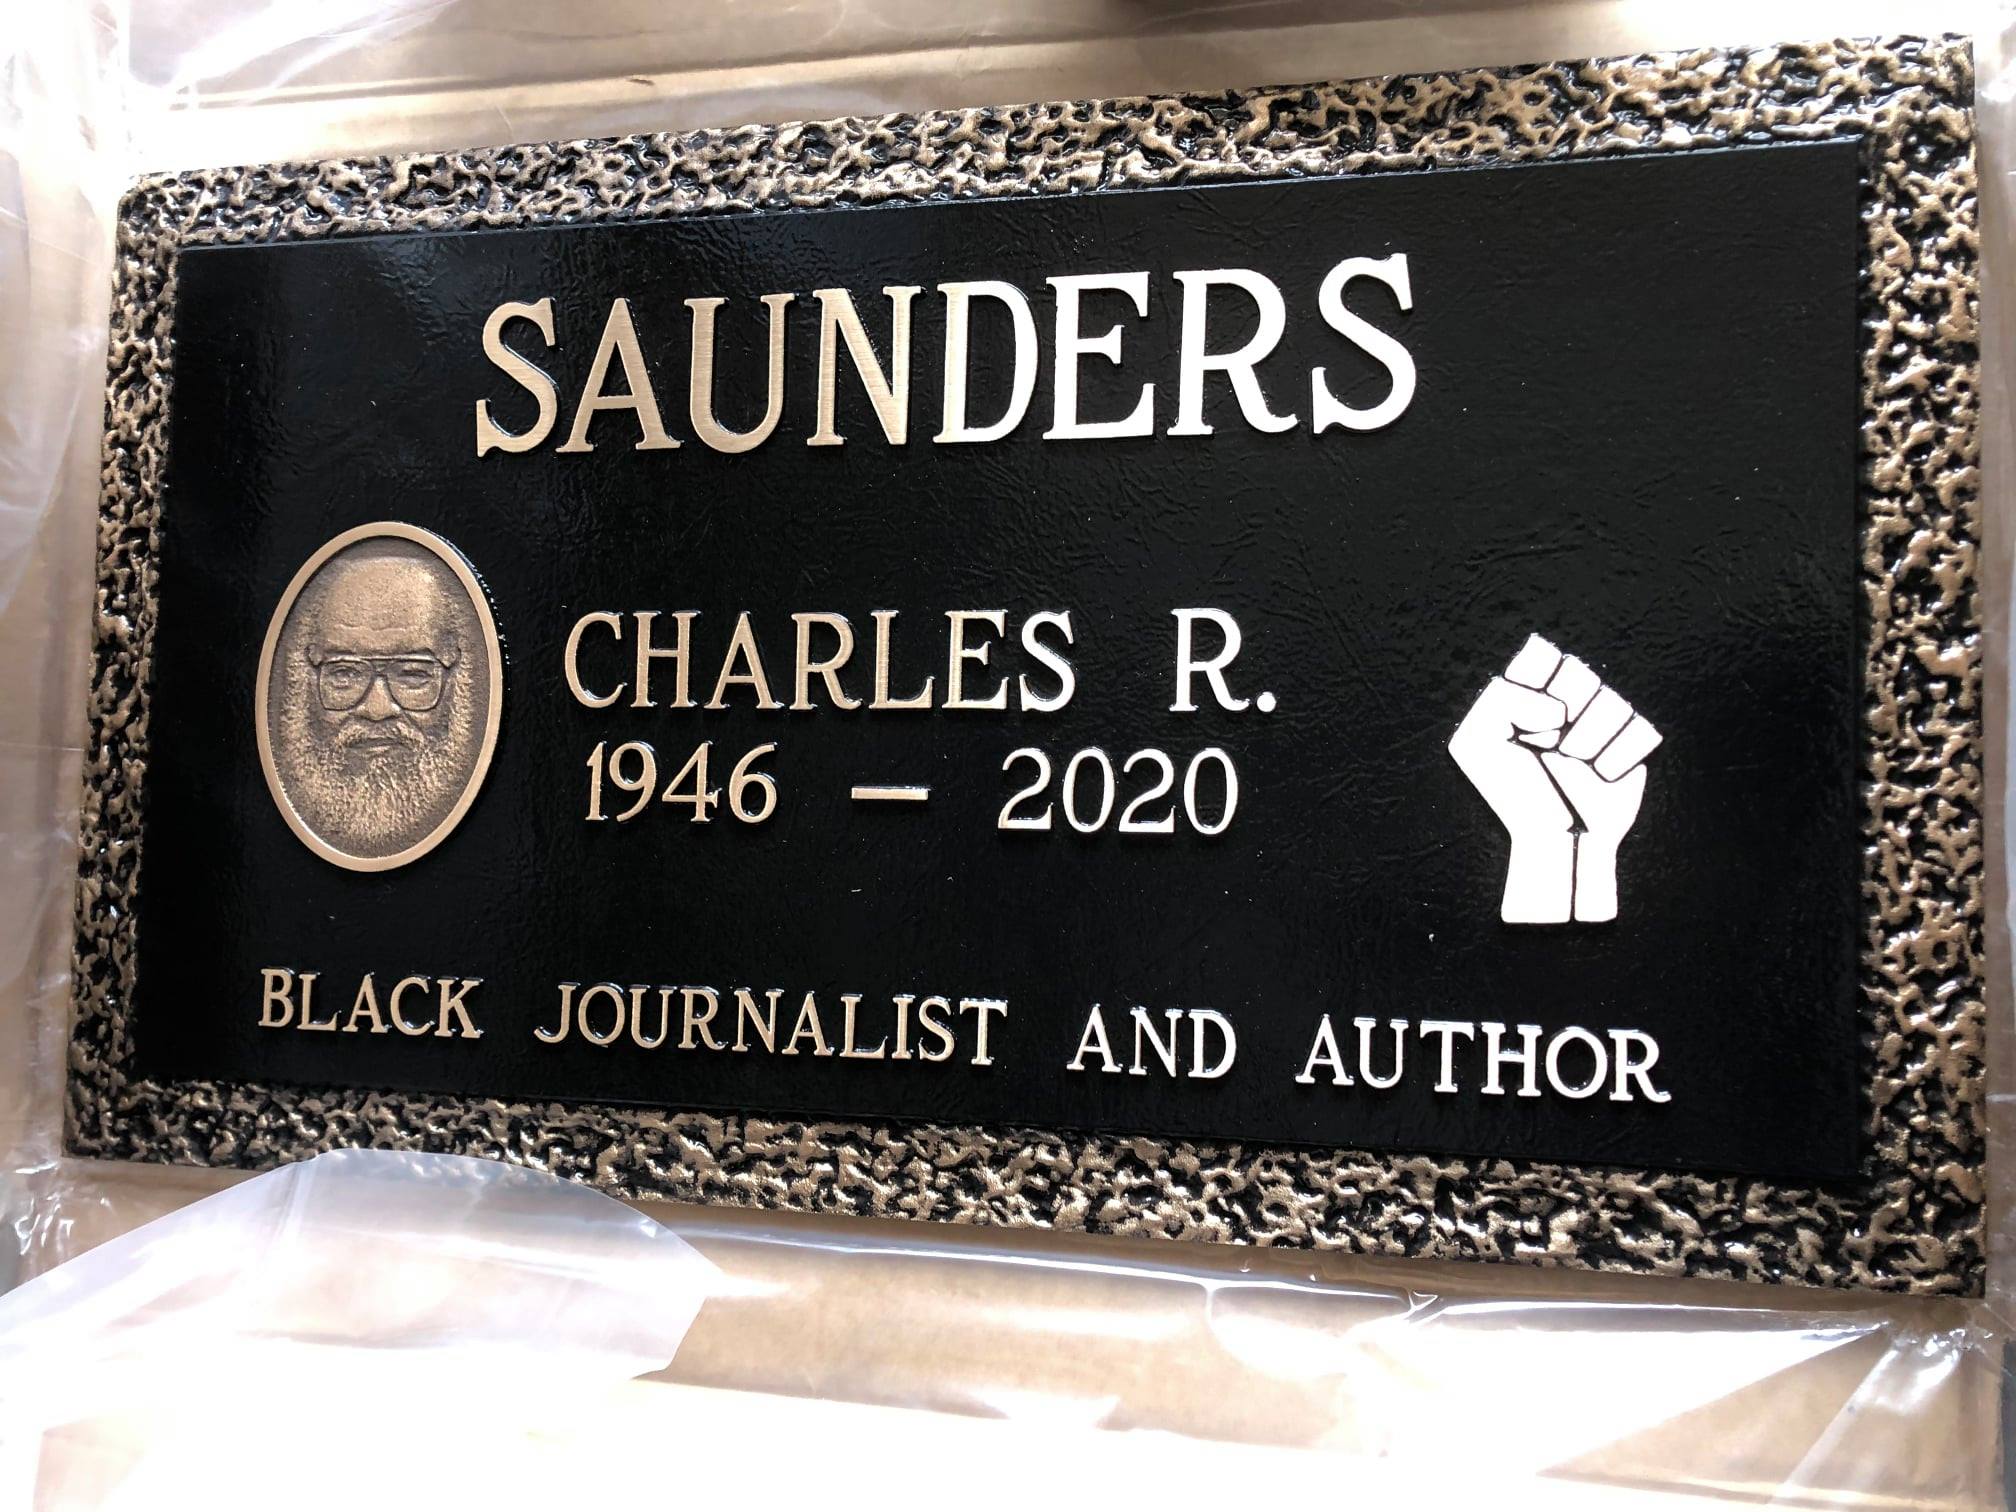 SAUNDERS
CHARLES R.
1946 – 2020
BLACK JOURNALIST AND AUTHOR